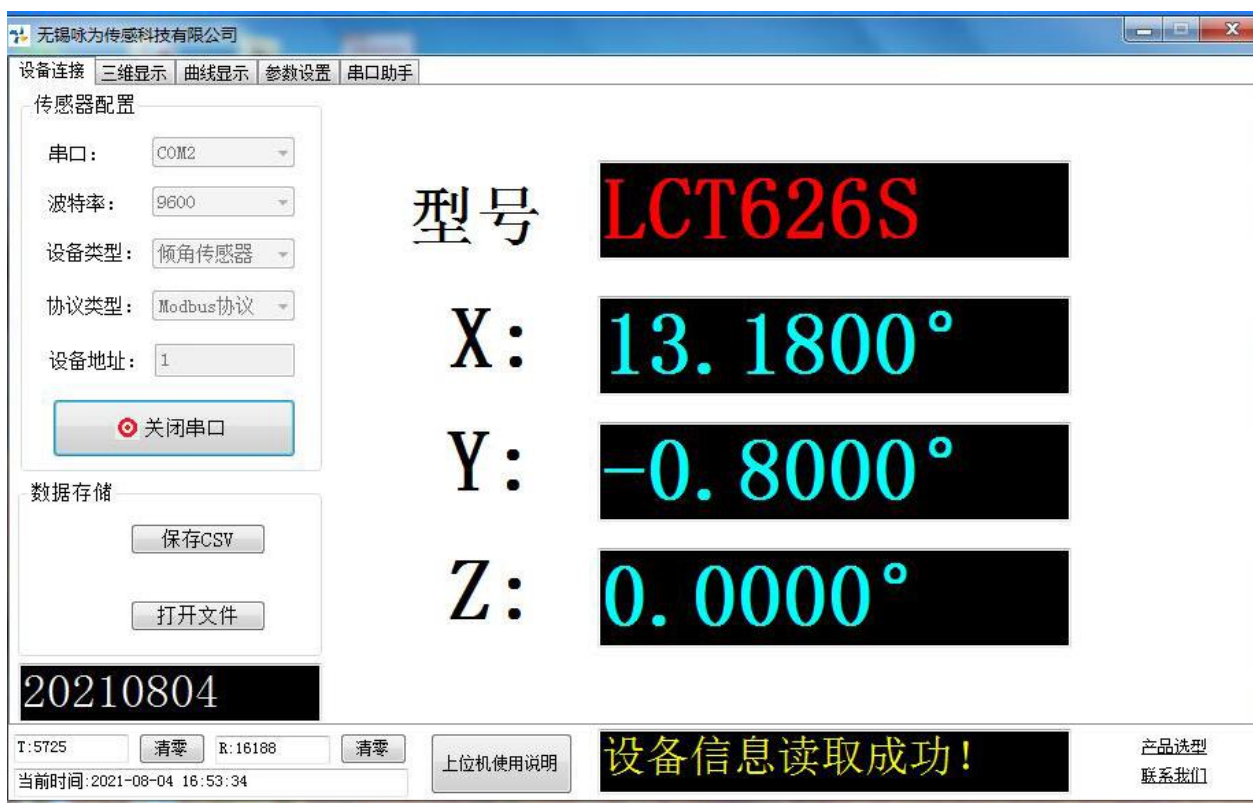 无锡咏为传感科技有限公司
设备连接 三维显示 曲线显示 参数设置 串口助手
传感器配置
串口： COM2
波特率： 9600
设备类型： 倾角传感器
协议类型： Modbus协议
设备地址： 1
关闭串口
数据存储
保存CSV
打开文件
20210804
型号 LCT626S
X: 13.1800°
Y: -0.8000°
Z: 0.0000°
T:5725 清零 R:16188 清零
当前时间:2021-08-04 16:53:34
上位机使用说明
设备信息读取成功!
产品选型
联系我们